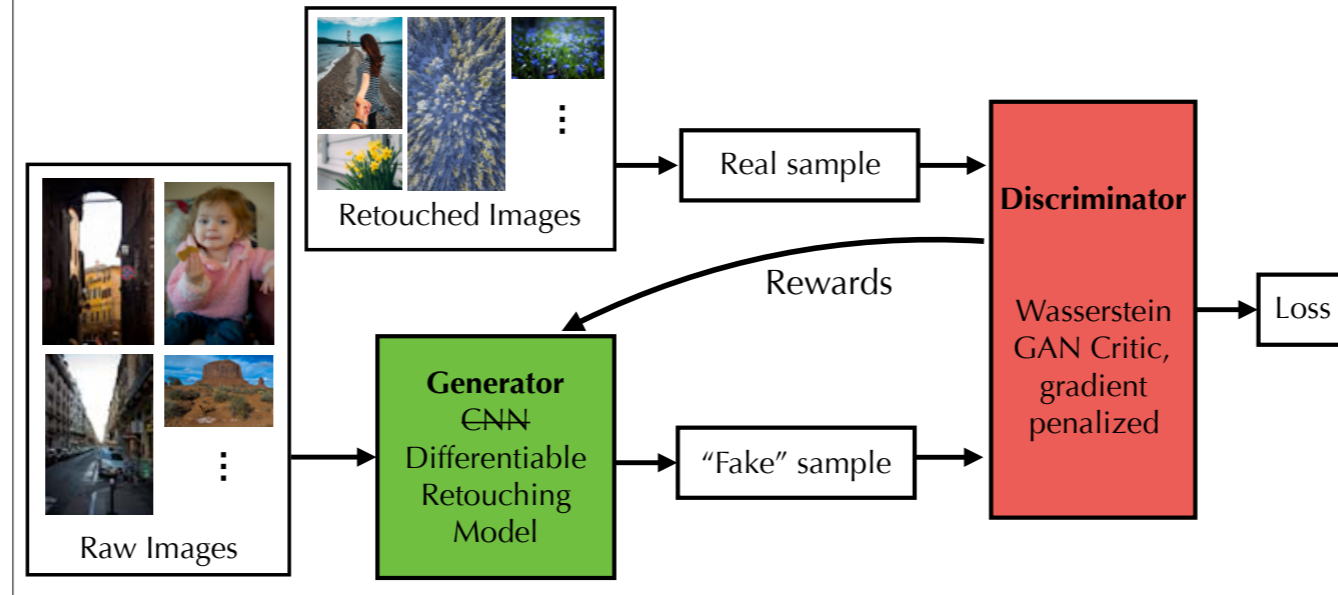 Retouched Images
Raw Images
Real sample
Rewards
Generator
CNN
Differentiable
Retouching
Model
“Fake” sample
Discriminator
Wasserstein
GAN Critic,
gradient
penalized
Loss